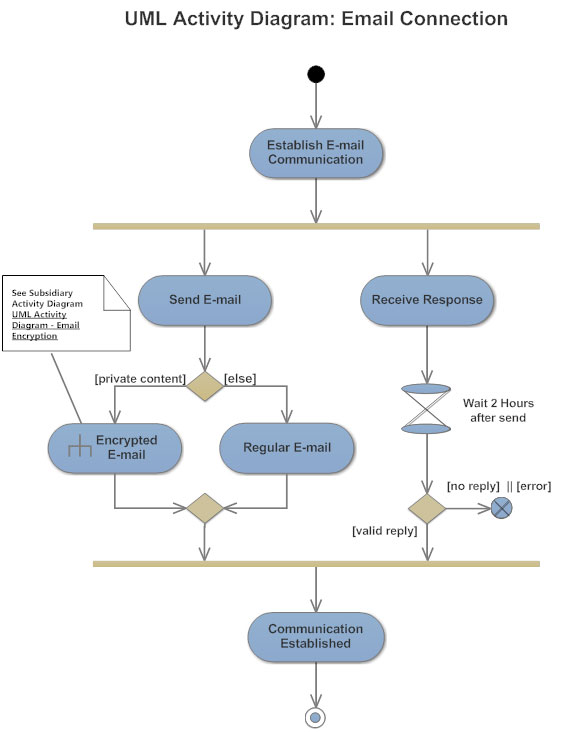 UML Activity Diagram: Email Connection
Establish E-mail
Communication
See Subsidiary
Activity Diagram
UML Activity
Diagram - Email
Encryption
Send E-mail
Receive Response
[private content]
[else]
Wait 2 Hours
after send
Encrypted
E-mail
Regular E-mail
[no reply] || [error]
[valid reply]
Communication
Established